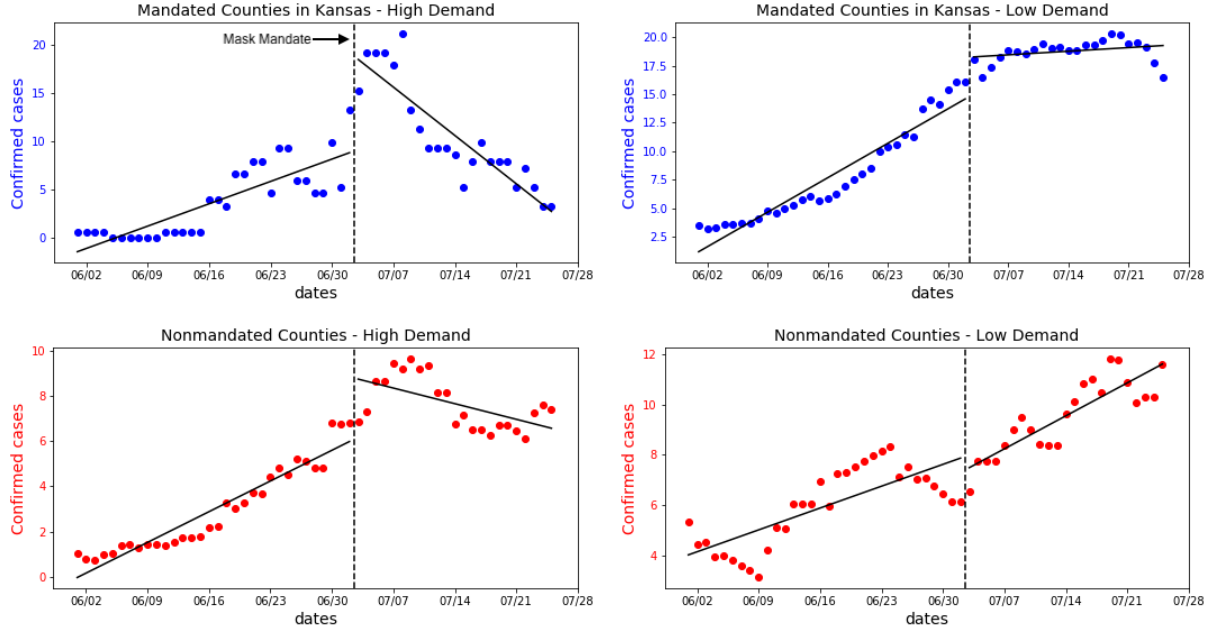 Mandated Counties in Kansas - High Demand
Mask Mandate
20
15
10
5
0
Confirmed cases
06/02 06/09 06/16 06/23 06/30 07/07 07/14 07/21 07/28
dates
Mandated Counties in Kansas - Low Demand
20.0
17.5
15.0
12.5
10.0
7.5
5.0
2.5
Confirmed cases
06/02 06/09 06/16 06/23 06/30 07/07 07/14 07/21 07/28
dates
Nonmandated Counties - High Demand
10
8
6
4
2
0
Confirmed cases
06/02 06/09 06/16 06/23 06/30 07/07 07/14 07/21 07/28
dates
Nonmandated Counties - Low Demand
12
10
8
6
4
Confirmed cases
06/02 06/09 06/16 06/23 06/30 07/07 07/14 07/21 07/28
dates